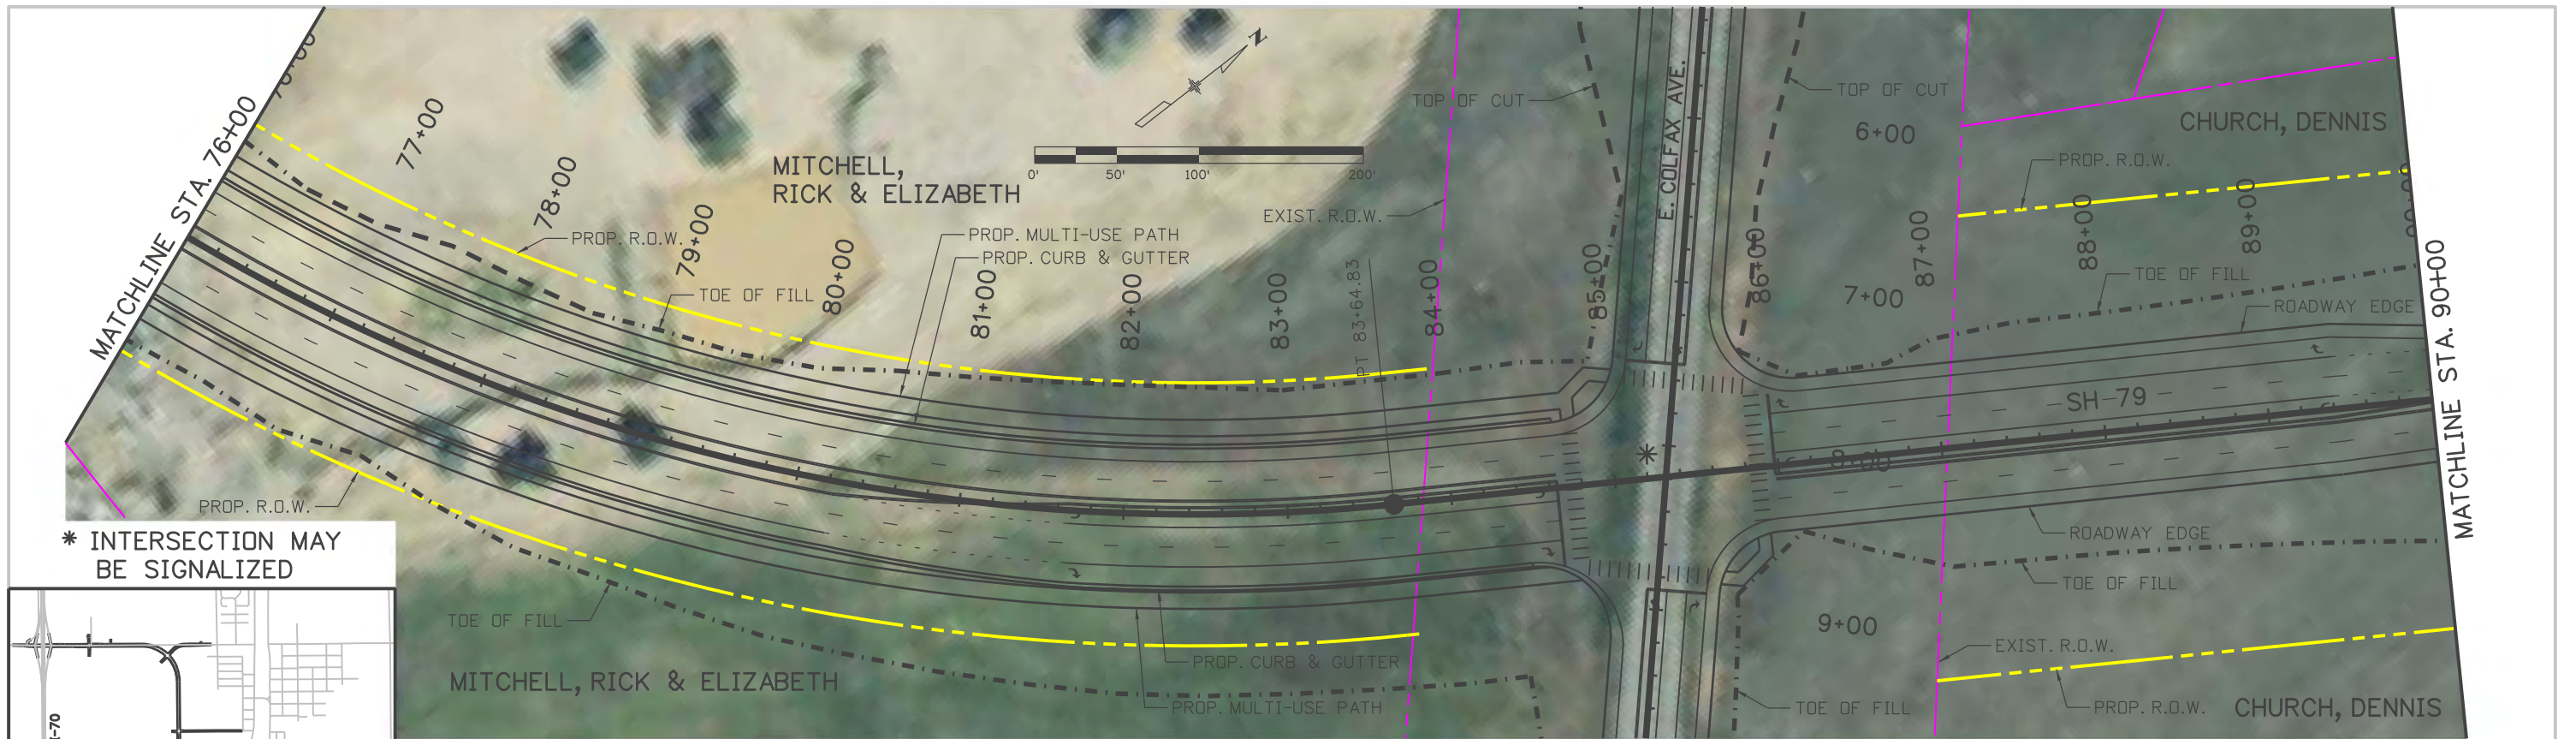 MATCHLINE STA. 76+00
77+00
78+00
79+00
80+00
81+00
82+00
83+00
84+00
85+00
86+00
87+00
88+00
89+00
MITCHELL,
RICK & ELIZABETH
N
0' 50' 100' 200'
PROP. R.O.W.
TOE OF FILL
PROP. MULTI-USE PATH
PROP. CURB & GUTTER
EXIST. R.O.W.
PT 83+64.83
TOP OF CUT
E. COLFAX AVE.
TOP OF CUT
6+00
7+00
8+00
9+00
CHURCH, DENNIS
PROP. R.O.W.
TOE OF FILL
ROADWAY EDGE
SH-79
MATCHLINE STA. 90+00
ROADWAY EDGE
TOE OF FILL
EXIST. R.O.W.
PROP. R.O.W.
CHURCH, DENNIS
TOE OF FILL
PROP. R.O.W.
* INTERSECTION MAY
BE SIGNALIZED
TOE OF FILL
MITCHELL, RICK & ELIZABETH
PROP. CURB & GUTTER
PROP. MULTI-USE PATH
*
I-70